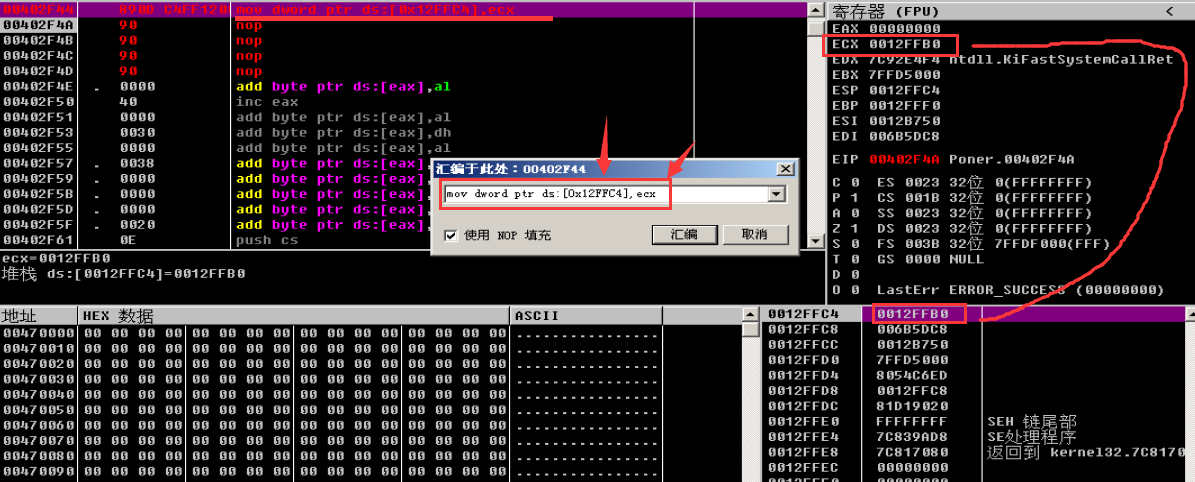 00402F44 890D C4FF1200 mov dword ptr ds:[0x12FFC4],ecx
00402F4A 90 nop
00402F4B 90 nop
00402F4C 90 nop
00402F4D 90 nop
00402F4E . 0000 add byte ptr ds:[eax],al
00402F50 40 inc eax
00402F51 0000 add byte ptr ds:[eax],al
00402F53 0030 add byte ptr ds:[eax],dh
00402F55 0000 add byte ptr ds:[eax],al
00402F57 . 0038 add byte ptr ds:[eax],
00402F59 . 0000 add byte ptr ds:[eax],
00402F5B . 0000 add byte ptr ds:[eax],
00402F5D . 0000 add byte ptr ds:[eax],
00402F5F . 0020 add byte ptr ds:[eax],
00402F61 0E push cs
ecx=0012FFB0
堆栈 ds:[0012FFC4]=0012FFB0
汇编于此处：00402F44
mov dword ptr ds:[0x12FFC4],ecx
使用 NOP 填充
汇编
取消
寄存器 (FPU) <
EAX 00000000
ECX 0012FFB0
EDX 7C92E4F4 ntdll.KiFastSystemCallRet
EBX 7FFD5000
ESP 0012FFC4
EBP 0012FFF0
ESI 0012B750
EDI 006B5DC8
EIP 00402F4A Poner.00402F4A
C 0 ES 0023 32位 0(FFFFFFFF)
P 1 CS 001B 32位 0(FFFFFFFF)
A 0 SS 0023 32位 0(FFFFFFFF)
Z 1 DS 0023 32位 0(FFFFFFFF)
S 0 FS 003B 32位 7FFDF000(FFF)
T 0 GS 0000 NULL
D 0
O 0 LastErr ERROR_SUCCESS (00000000)
地址 HEX 数据 ASCII
00470000 00 00 00 00 00 00 00 00 00 00 00 00 00 00 00 00 ................
00470010 00 00 00 00 00 00 00 00 00 00 00 00 00 00 00 00 ................
00470020 00 00 00 00 00 00 00 00 00 00 00 00 00 00 00 00 ................
00470030 00 00 00 00 00 00 00 00 00 00 00 00 00 00 00 00 ................
00470040 00 00 00 00 00 00 00 00 00 00 00 00 00 00 00 00 ................
00470050 00 00 00 00 00 00 00 00 00 00 00 00 00 00 00 00 ................
00470060 00 00 00 00 00 00 00 00 00 00 00 00 00 00 00 00 ................
00470070 00 00 00 00 00 00 00 00 00 00 00 00 00 00 00 00 ................
00470080 00 00 00 00 00 00 00 00 00 00 00 00 00 00 00 00 ................
00470090 00 00 00 00 00 00 00 00 00 00 00 00 00 00 00 00 ................
0012FFC4 0012FFB0
0012FFC8 006B5DC8
0012FFCC 0012B750
0012FFD0 7FFD5000
0012FFD4 8054C6ED
0012FFD8 0012FFC8
0012FFDC 81D19020
0012FFE0 FFFFFFFF SEH 链尾部
0012FFE4 7C839AD8 SE处理程序
0012FFE8 7C817080 返回到 kernel32.7C8170
0012FFEC 00000000
0012FFF0 00000000